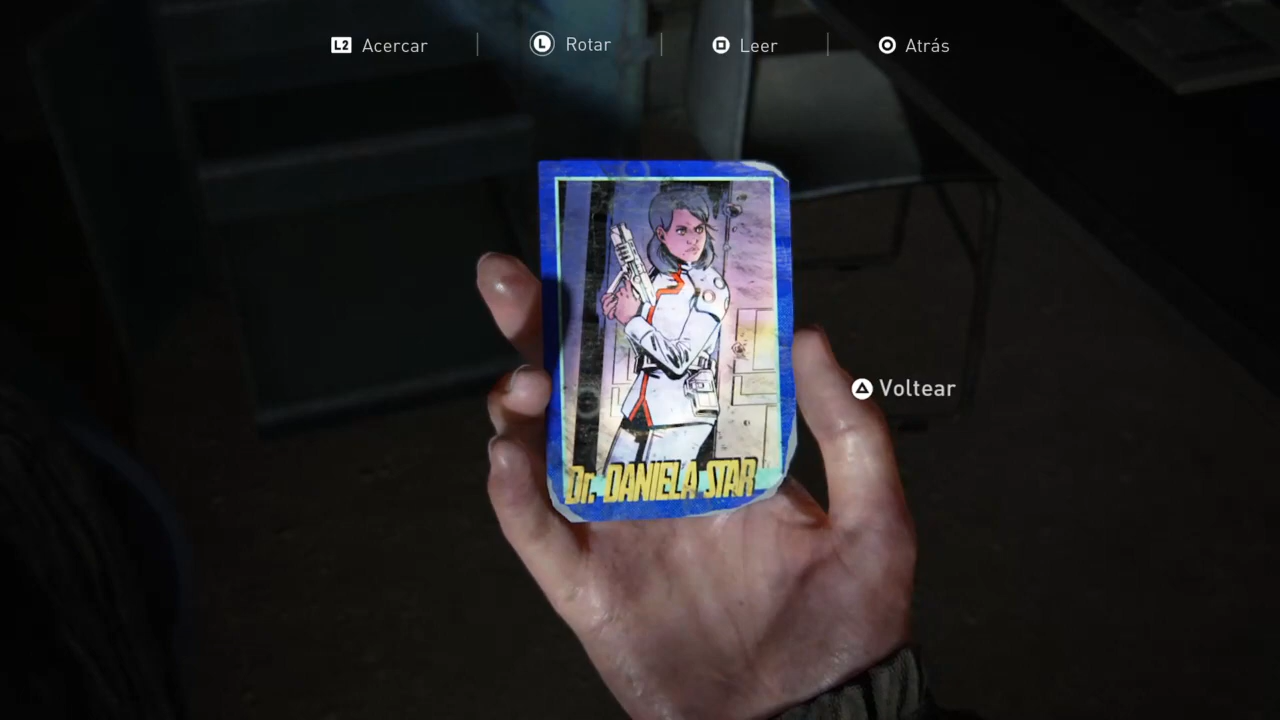 L2 Acercar
L Rotar
Leer
Atrás
Voltear
Dr. DANIELA STAR